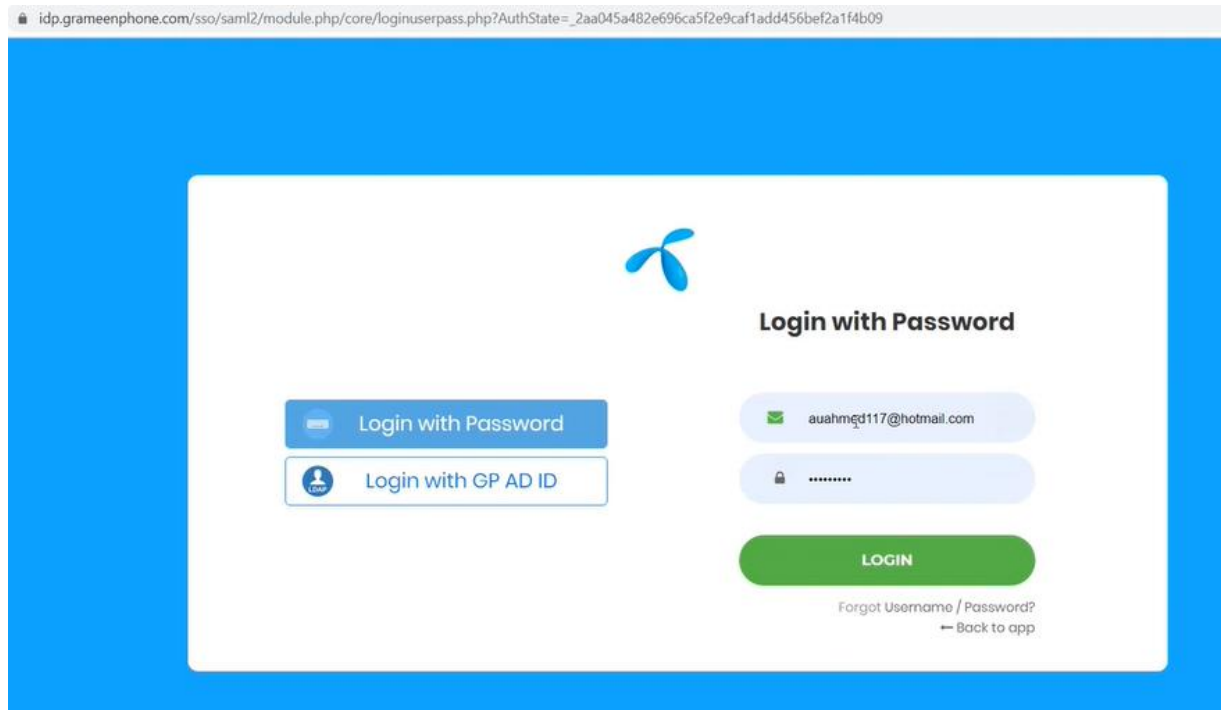 idp.grameenphone.com/sso/saml2/module.php/core/loginuserpass.php?AuthState=_2aa045a482e696ca5f2e9caf1add456bef2a1f4b09
Login with Password
Login with Password
LDAP
Login with GP AD ID
auahmed117@hotmail.com
•••••••••
LOGIN
Forgot Username / Password?
← Back to app